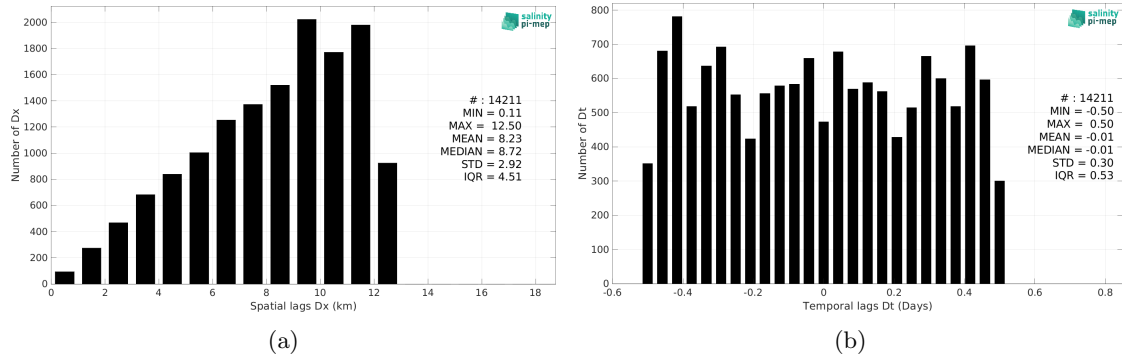 2000
1800
1600
1400
1200
1000
800
600
400
200
0
Number of Dx
0 2 4 6 8 10 12 14 16 18
Spatial lags Dx (km)
salinity
pi-mep
# : 14211
MIN = 0.11
MAX = 12.50
MEAN = 8.23
MEDIAN = 8.72
STD = 2.92
IQR = 4.51
(a)
800
700
600
500
400
300
200
100
0
Number of Dt
-0.6 -0.4 -0.2 0 0.2 0.4 0.6 0.8
Temporal lags Dt (Days)
salinity
pi-mep
# : 14211
MIN = -0.50
MAX = 0.50
MEAN = -0.01
MEDIAN = -0.01
STD = 0.30
IQR = 0.53
(b)